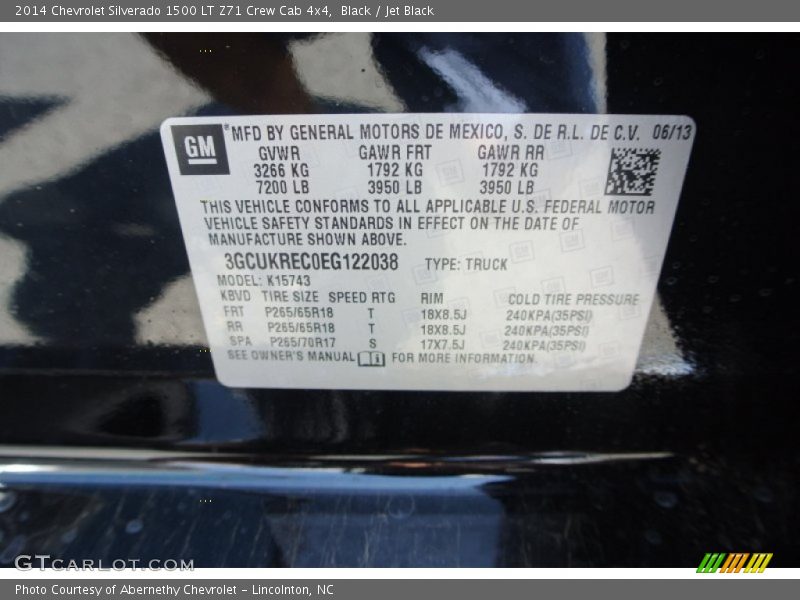 2014 Chevrolet Silverado 1500 LT Z71 Crew Cab 4x4, Black / Jet Black
GM ®MFD BY GENERAL MOTORS DE MEXICO, S. DE R.L. DE C.V. 06/13
GVWR GAWR FRT GAWR RR
3266 KG 1792 KG 1792 KG
7200 LB 3950 LB 3950 LB
THIS VEHICLE CONFORMS TO ALL APPLICABLE U.S. FEDERAL MOTOR
VEHICLE SAFETY STANDARDS IN EFFECT ON THE DATE OF
MANUFACTURE SHOWN ABOVE.
3GCUKREC0EG122038 TYPE: TRUCK
MODEL: K15743
KBVD TIRE SIZE SPEED RTG RIM COLD TIRE PRESSURE
FRT P265/65R18 T 18X8.5J 240KPA(35PSI)
RR P265/65R18 T 18X8.5J 240KPA(35PSI)
SPA P265/70R17 S 17X7.5J 240KPA(35PSI)
SEE OWNER'S MANUAL FOR MORE INFORMATION.
GTCARLOT.COM
Photo Courtesy of Abernethy Chevrolet – Lincolnton, NC